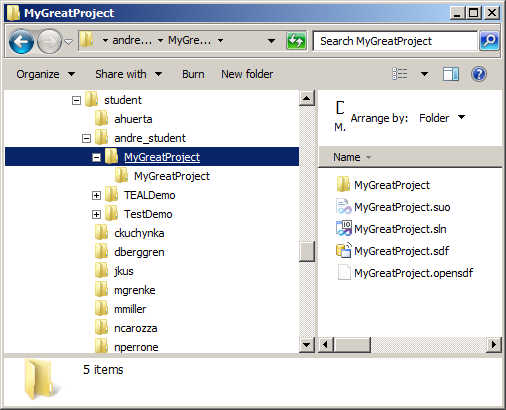 MyGreatProject
andre... MyGre...
Search MyGreatProject
Organize Share with Burn New folder
student
ahuerta
andre_student
MyGreatProject
MyGreatProject
TEALDemo
TestDemo
ckuchynka
dberggren
jkus
mgrenke
mmiller
ncarozza
nperrone
D
M.
Arrange by: Folder
Name
MyGreatProject
MyGreatProject.suo
MyGreatProject.sln
MyGreatProject.sdf
MyGreatProject.opensdf
5 items